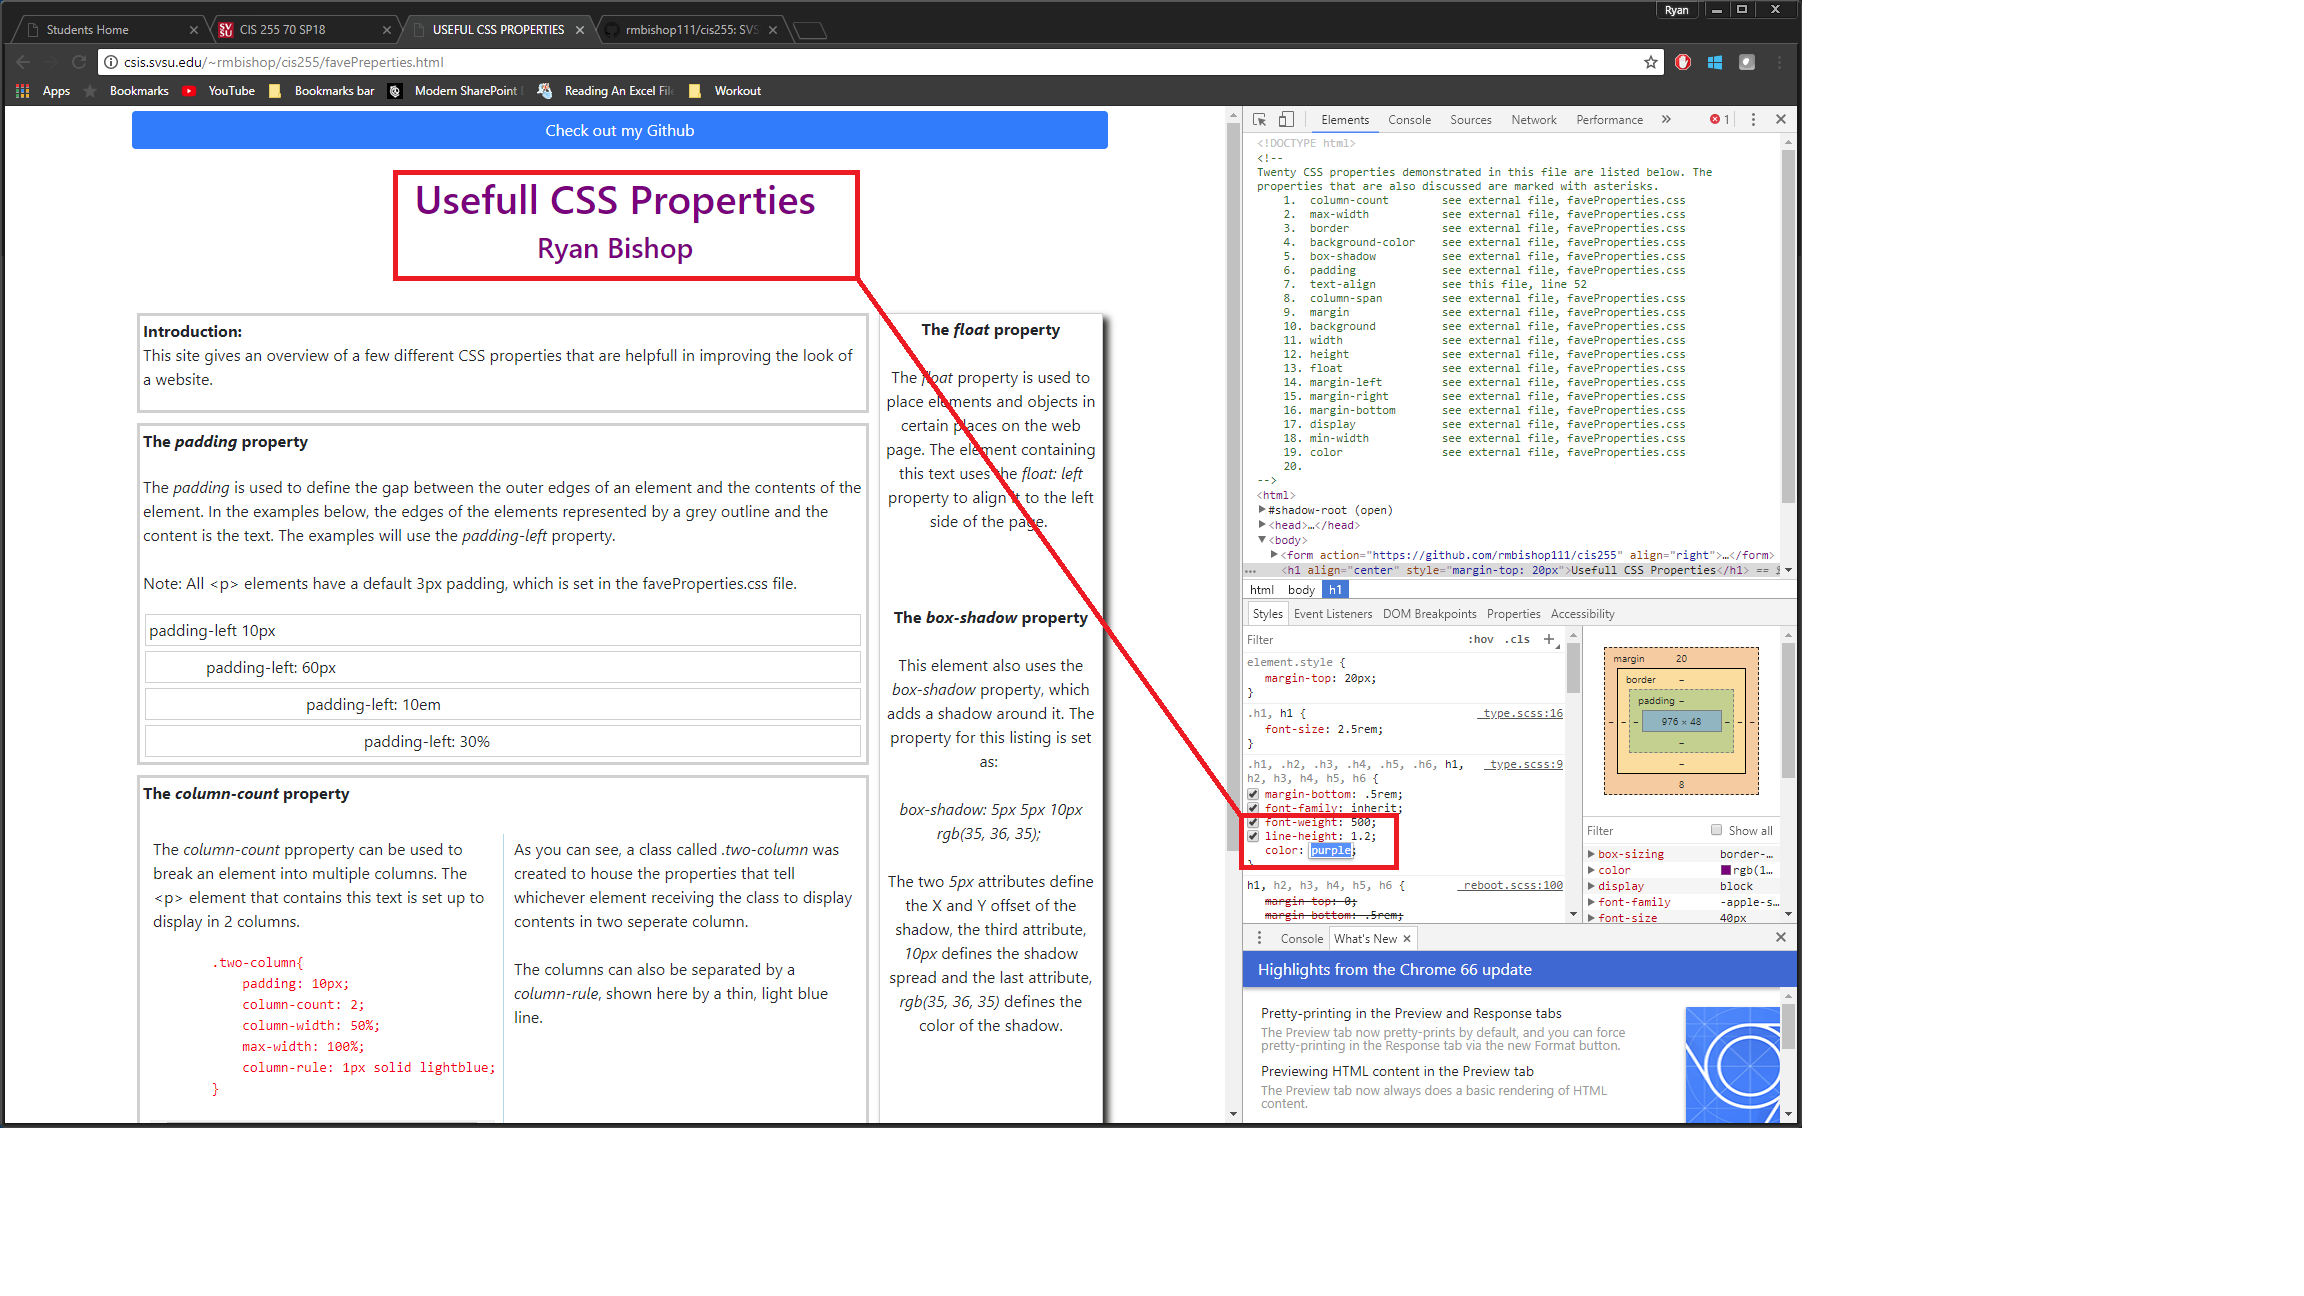 Ryan
Students Home
CIS 255 70 SP18
USEFUL CSS PROPERTIES
rmbishop111/cis255: SVS
csis.svsu.edu/~rmbishop/cis255/favePreperties.html
Apps
Bookmarks
YouTube
Bookmarks bar
Modern SharePoint
Reading An Excel File
Workout
Check out my Github
Usefull CSS Properties
Ryan Bishop
Introduction:
This site gives an overview of a few different CSS properties that are helpfull in improving the look of
a website.
The padding property
The padding is used to define the gap between the outer edges of an element and the contents of the
element. In the examples below, the edges of the elements represented by a grey outline and the
content is the text. The examples will use the padding-left property.
Note: All <p> elements have a default 3px padding, which is set in the faveProperties.css file.
padding-left 10px
padding-left: 60px
padding-left: 10em
padding-left: 30%
The column-count property
The column-count pproperty can be used to
break an element into multiple columns. The
<p> element that contains this text is set up to
display in 2 columns.
.two-column{
padding: 10px;
column-count: 2;
column-width: 50%;
max-width: 100%;
column-rule: 1px solid lightblue;
}
As you can see, a class called .two-column was
created to house the properties that tell
whichever element receiving the class to display
contents in two seperate column.
The columns can also be separated by a
column-rule, shown here by a thin, light blue
line.
The float property
The float property is used to
place elements and objects in
certain places on the web
page. The element containing
this text uses the float: left
property to align it to the left
side of the page.
The box-shadow property
This element also uses the
box-shadow property, which
adds a shadow around it. The
property for this listing is set
as:
box-shadow: 5px 5px 10px
rgb(35, 36, 35);
The two 5px attributes define
the X and Y offset of the
shadow, the third attribute,
10px defines the shadow
spread and the last attribute,
rgb(35, 36, 35) defines the
color of the shadow.
Elements Console Sources Network Performance » 1
<!DOCTYPE html>
<!--
Twenty CSS properties demonstrated in this file are listed below. The
properties that are also discussed are marked with asterisks.
1. column-count see external file, faveProperties.css
2. max-width see external file, faveProperties.css
3. border see external file, faveProperties.css
4. background-color see external file, faveProperties.css
5. box-shadow see external file, faveProperties.css
6. padding see external file, faveProperties.css
7. text-align see this file, line 52
8. column-span see external file, faveProperties.css
9. margin see external file, faveProperties.css
10. background see external file, faveProperties.css
11. width see external file, faveProperties.css
12. height see external file, faveProperties.css
13. float see external file, faveProperties.css
14. margin-left see external file, faveProperties.css
15. margin-right see external file, faveProperties.css
16. margin-bottom see external file, faveProperties.css
17. display see external file, faveProperties.css
18. min-width see external file, faveProperties.css
19. color see external file, faveProperties.css
20.
-->
<html>
#shadow-root (open)
<head>…</head>
<body>
<form action="https://github.com/rmbishop111/cis255" align="right">…</form>
<h1 align="center" style="margin-top: 20px">Usefull CSS Properties</h1> ==
html body h1
Styles Event Listeners DOM Breakpoints Properties Accessibility
Filter :hov .cls +
element.style {
margin-top: 20px;
}
.h1, h1 { _type.scss:16
font-size: 2.5rem;
}
.h1, .h2, .h3, .h4, .h5, .h6, h1, _type.scss:9
h2, h3, h4, h5, h6 {
margin-bottom: .5rem;
font-family: inherit;
font-weight: 500;
line-height: 1.2;
color: purple;
}
h1, h2, h3, h4, h5, h6 { _reboot.scss:100
margin-top: 0;
margin-bottom: .5rem;
margin 20
border –
padding –
976 × 48
–
–
8
Filter Show all
box-sizing border-…
color rgb(1…
display block
font-family -apple-s…
font-size 40px
Console What's New
Highlights from the Chrome 66 update
Pretty-printing in the Preview and Response tabs
The Preview tab now pretty-prints by default, and you can force
pretty-printing in the Response tab via the new Format button.
Previewing HTML content in the Preview tab
The Preview tab now always does a basic rendering of HTML
content.